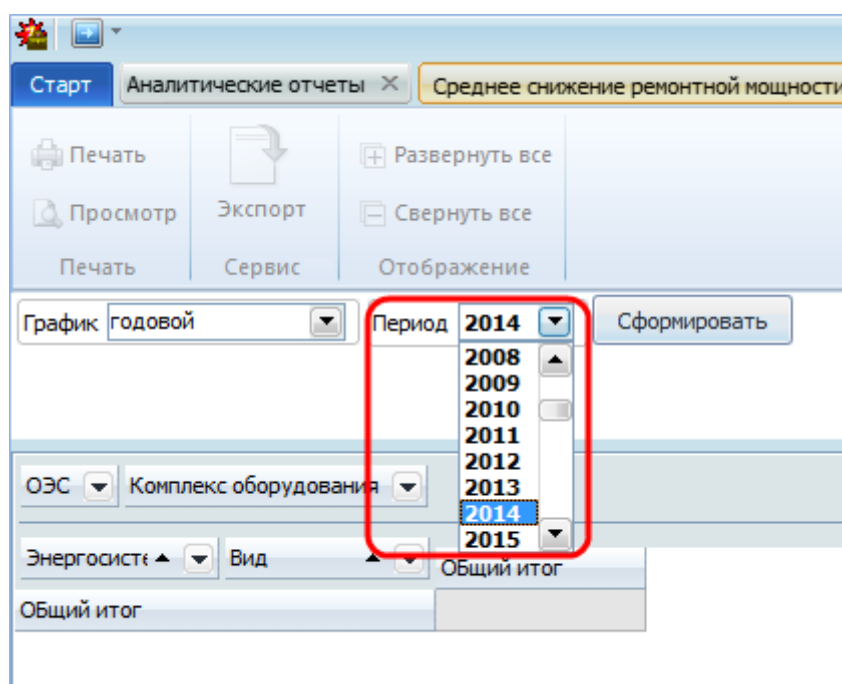 Старт Аналитические отчеты Среднее снижение ремонтной мощности
Печать Развернуть все
Просмотр Экспорт Свернуть все
Печать Сервис Отображение
График годовой Период 2014 Сформировать
2008
2009
2010
2011
2012
2013
2014
2015
ОЭС Комплекс оборудования
Энергосисте Вид
ОБщий итог
ОБщий итог